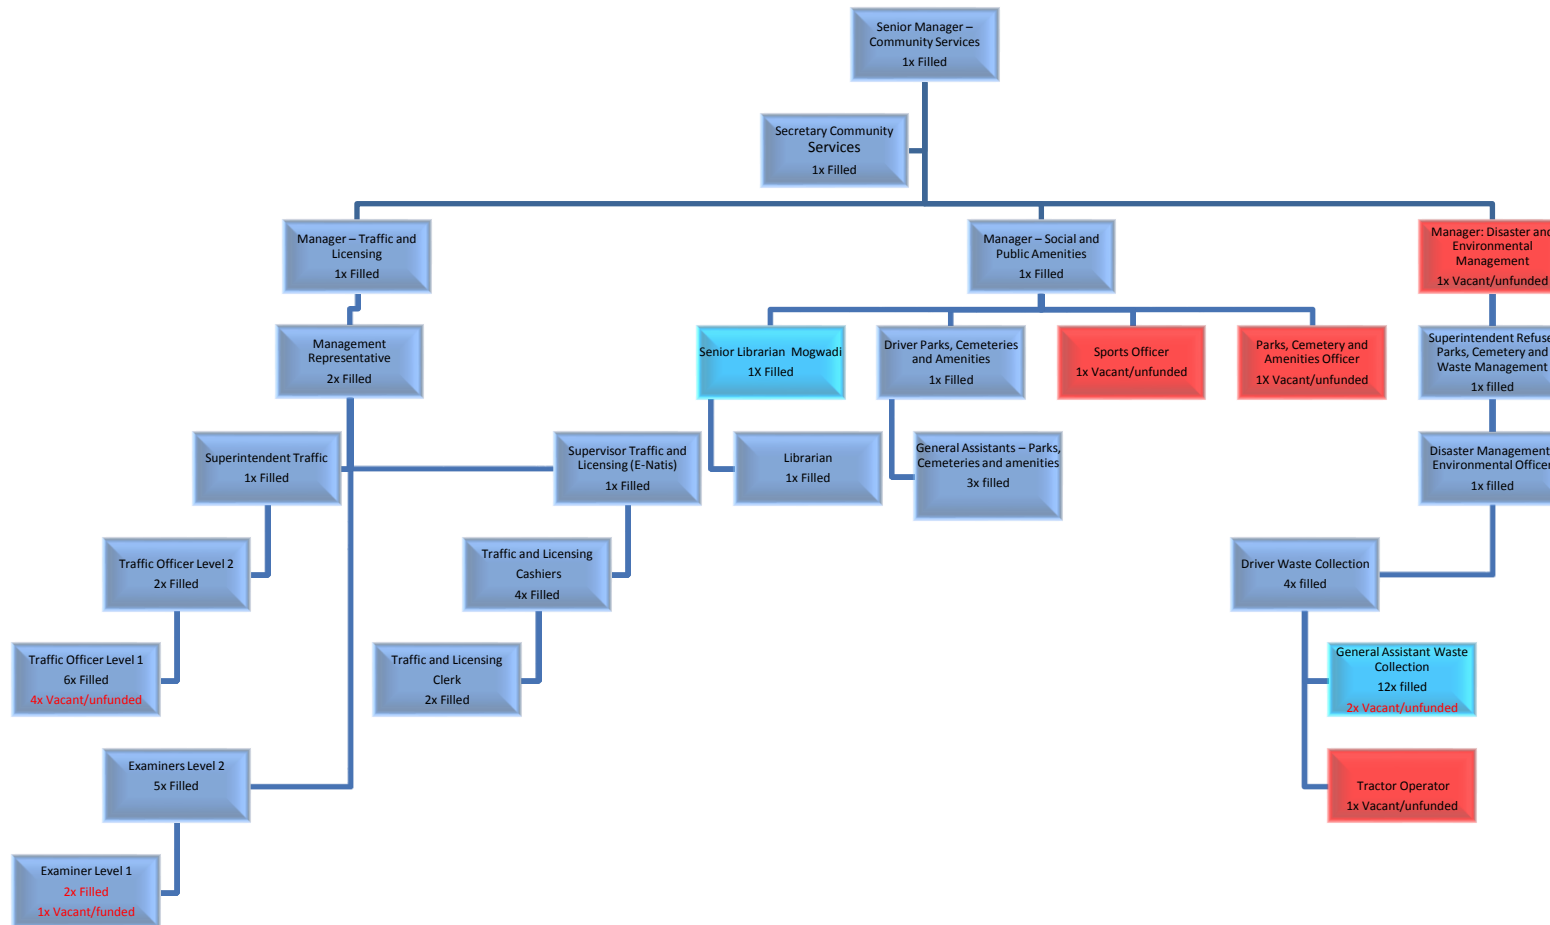 Senior Manager –
Community Services
1x Filled
Secretary Community
Services
1x Filled
Manager – Traffic and
Licensing
1x Filled
Manager – Social and
Public Amenities
1x Filled
Manager: Disaster and
Environmental
Management
1x Vacant/unfunded
Management
Representative
2x Filled
Senior Librarian Mogwadi
1X Filled
Driver Parks, Cemeteries
and Amenities
1x Filled
Sports Officer
1x Vacant/unfunded
Parks, Cemetery and
Amenities Officer
1X Vacant/unfunded
Superintendent Refuse
Parks, Cemetery and
Waste Management
1x filled
Superintendent Traffic
1x Filled
Supervisor Traffic and
Licensing (E-Natis)
1x Filled
Librarian
1x Filled
General Assistants – Parks,
Cemeteries and amenities
3x filled
Disaster Management
Environmental Officer
1x filled
Traffic Officer Level 2
2x Filled
Traffic and Licensing
Cashiers
4x Filled
Driver Waste Collection
4x filled
Traffic Officer Level 1
6x Filled
4x Vacant/unfunded
Traffic and Licensing
Clerk
2x Filled
General Assistant Waste
Collection
12x filled
2x Vacant/unfunded
Examiners Level 2
5x Filled
Tractor Operator
1x Vacant/unfunded
Examiner Level 1
2x Filled
1x Vacant/funded